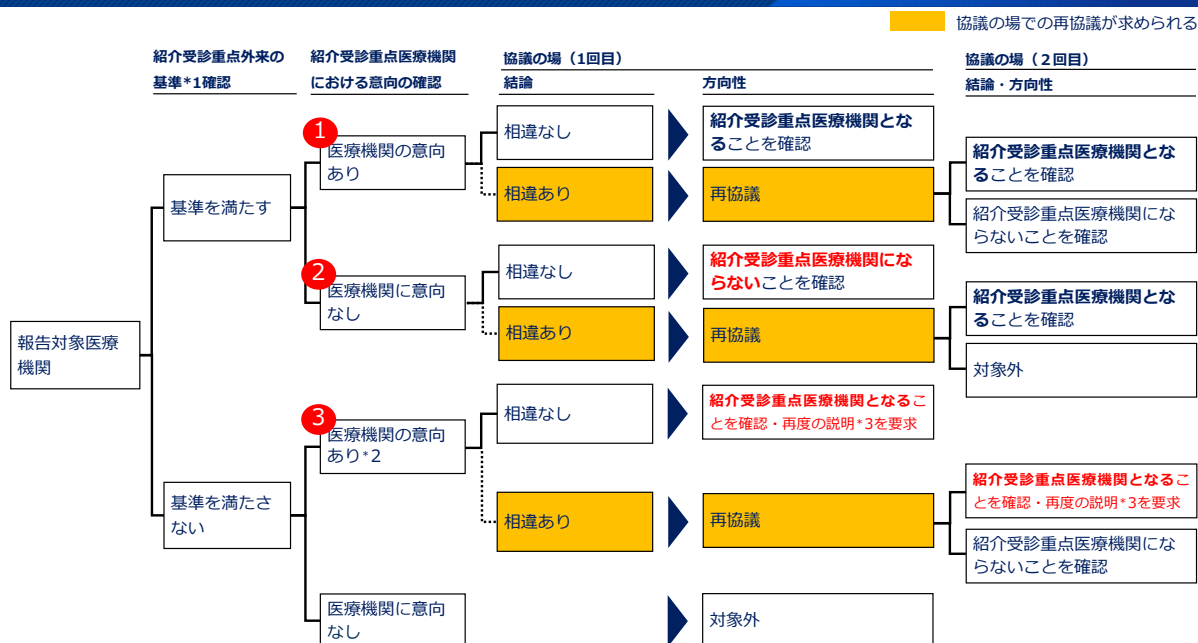 協議の場での再協議が求められる
紹介受診重点外来の
基準*1確認
紹介受診重点医療機関
における意向の確認
協議の場（1回目）
結論
方向性
協議の場（２回目）
結論・方向性
報告対象医療
機関
基準を満たす
1
医療機関の意向
あり
相違なし
紹介受診重点医療機関とな
ることを確認
相違あり
再協議
紹介受診重点医療機関とな
ることを確認
紹介受診重点医療機関にな
らないことを確認
2
医療機関に意向
なし
相違なし
紹介受診重点医療機関にな
らないことを確認
相違あり
再協議
紹介受診重点医療機関とな
ることを確認
対象外
基準を満たさ
ない
3
医療機関の意向
あり*2
相違なし
紹介受診重点医療機関となるこ
とを確認・再度の説明*3を要求
相違あり
再協議
紹介受診重点医療機関となるこ
とを確認・再度の説明*3を要求
紹介受診重点医療機関にな
らないことを確認
医療機関に意向
なし
対象外